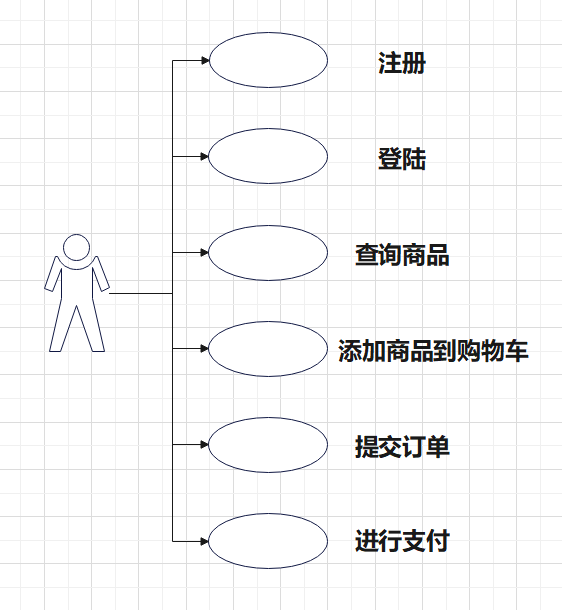 注册
登陆
查询商品
添加商品到购物车
提交订单
进行支付